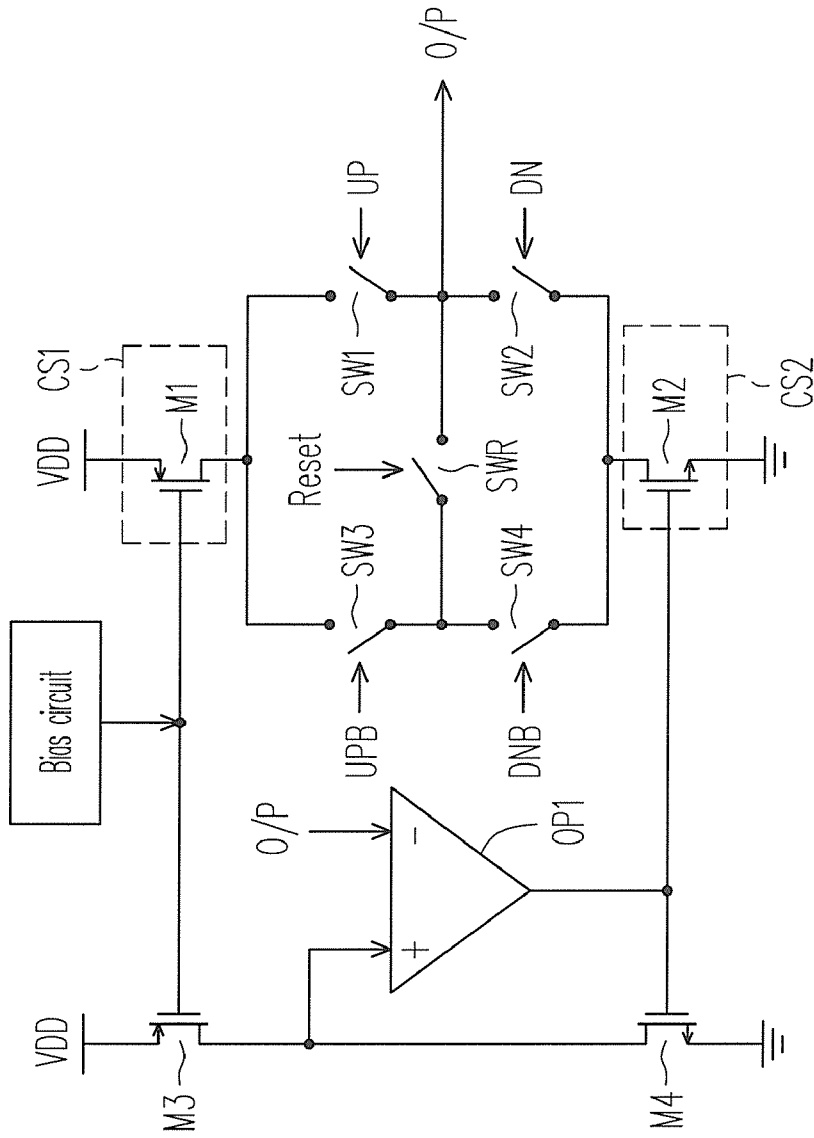 Bias circuit
VDD
VDD
CS1
M3
M1
Reset
UPB
SW3
SW1
UP
O/P
O/P
+
-
OP1
SWR
DNB
SW4
SW2
DN
M4
M2
CS2